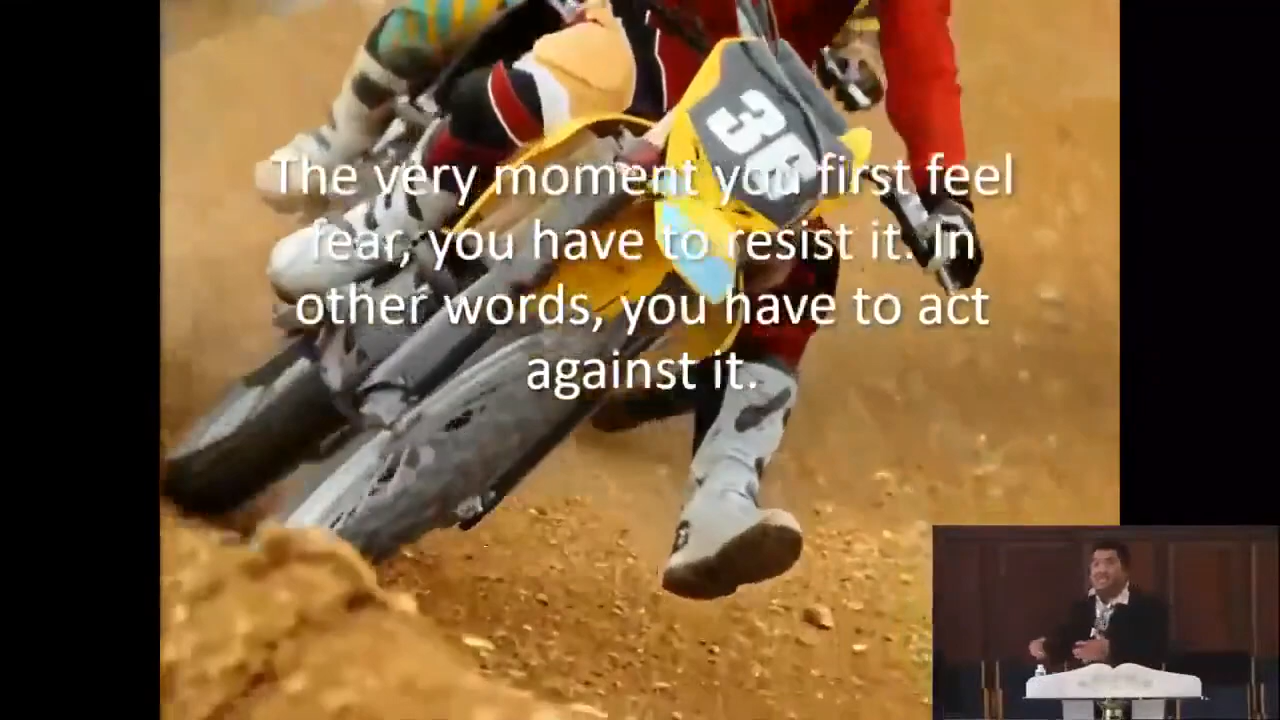 36
The very moment you first feel
fear, you have to resist it. In
other words, you have to act
against it.